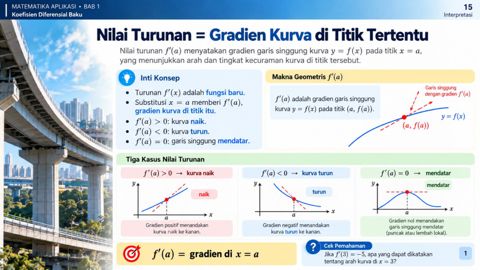 MATEMATIKA APLIKASI • BAB 1
Koefisien Diferensial Baku
15
Interpretasi
Nilai Turunan = Gradien Kurva di Titik Tertentu
Nilai turunan f′(a) menyatakan gradien garis singgung kurva y = f(x) pada titik x = a,
yang menunjukkan arah dan tingkat kecuraman kurva di titik tersebut.
Inti Konsep
• Turunan f′(x) adalah fungsi baru.
• Substitusi x = a memberi f′(a),
gradien kurva di titik itu.
• f′(a) > 0: kurva naik.
• f′(a) < 0: kurva turun.
• f′(a) = 0: garis singgung mendatar.
Makna Geometris f′(a)
f′(a) adalah gradien garis singgung
kurva y = f(x) pada titik (a, f(a)).
Garis singgung
dengan gradien f′(a)
y = f(x)
(a, f(a))
Tiga Kasus Nilai Turunan
f′(a) > 0 → kurva naik
y
naik
a
x
Gradien positif menandakan
kurva naik ke kanan.
f′(a) < 0 → kurva turun
y
turun
a
x
Gradien negatif menandakan
kurva turun ke kanan.
f′(a) = 0 → mendatar
y
mendatar
a
x
Gradien nol menandakan
garis singgung mendatar
(puncak atau lembah lokal).
f′(a) = gradien di x = a
Cek Pemahaman
Jika f′(3) = −5, apa yang dapat dikatakan
tentang arah kurva di x = 3?
1